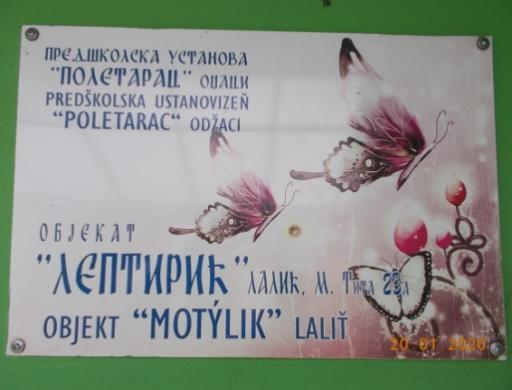 ПРЕДШКОЛСКА УСТАНОВА
"ПОЛЕТАРАЦ" ОЏАЦИ
PREDŠKOLSKA USTANOVIZEŇ
"POLETARAC" ODŽACI
ОБЈЕКАТ
"ЛЕПТИРИЋ" ЛАЛИЋ, М. ТИТА 23а
OBJEKT "MOTÝLIK" LALIŤ
20 01 2020